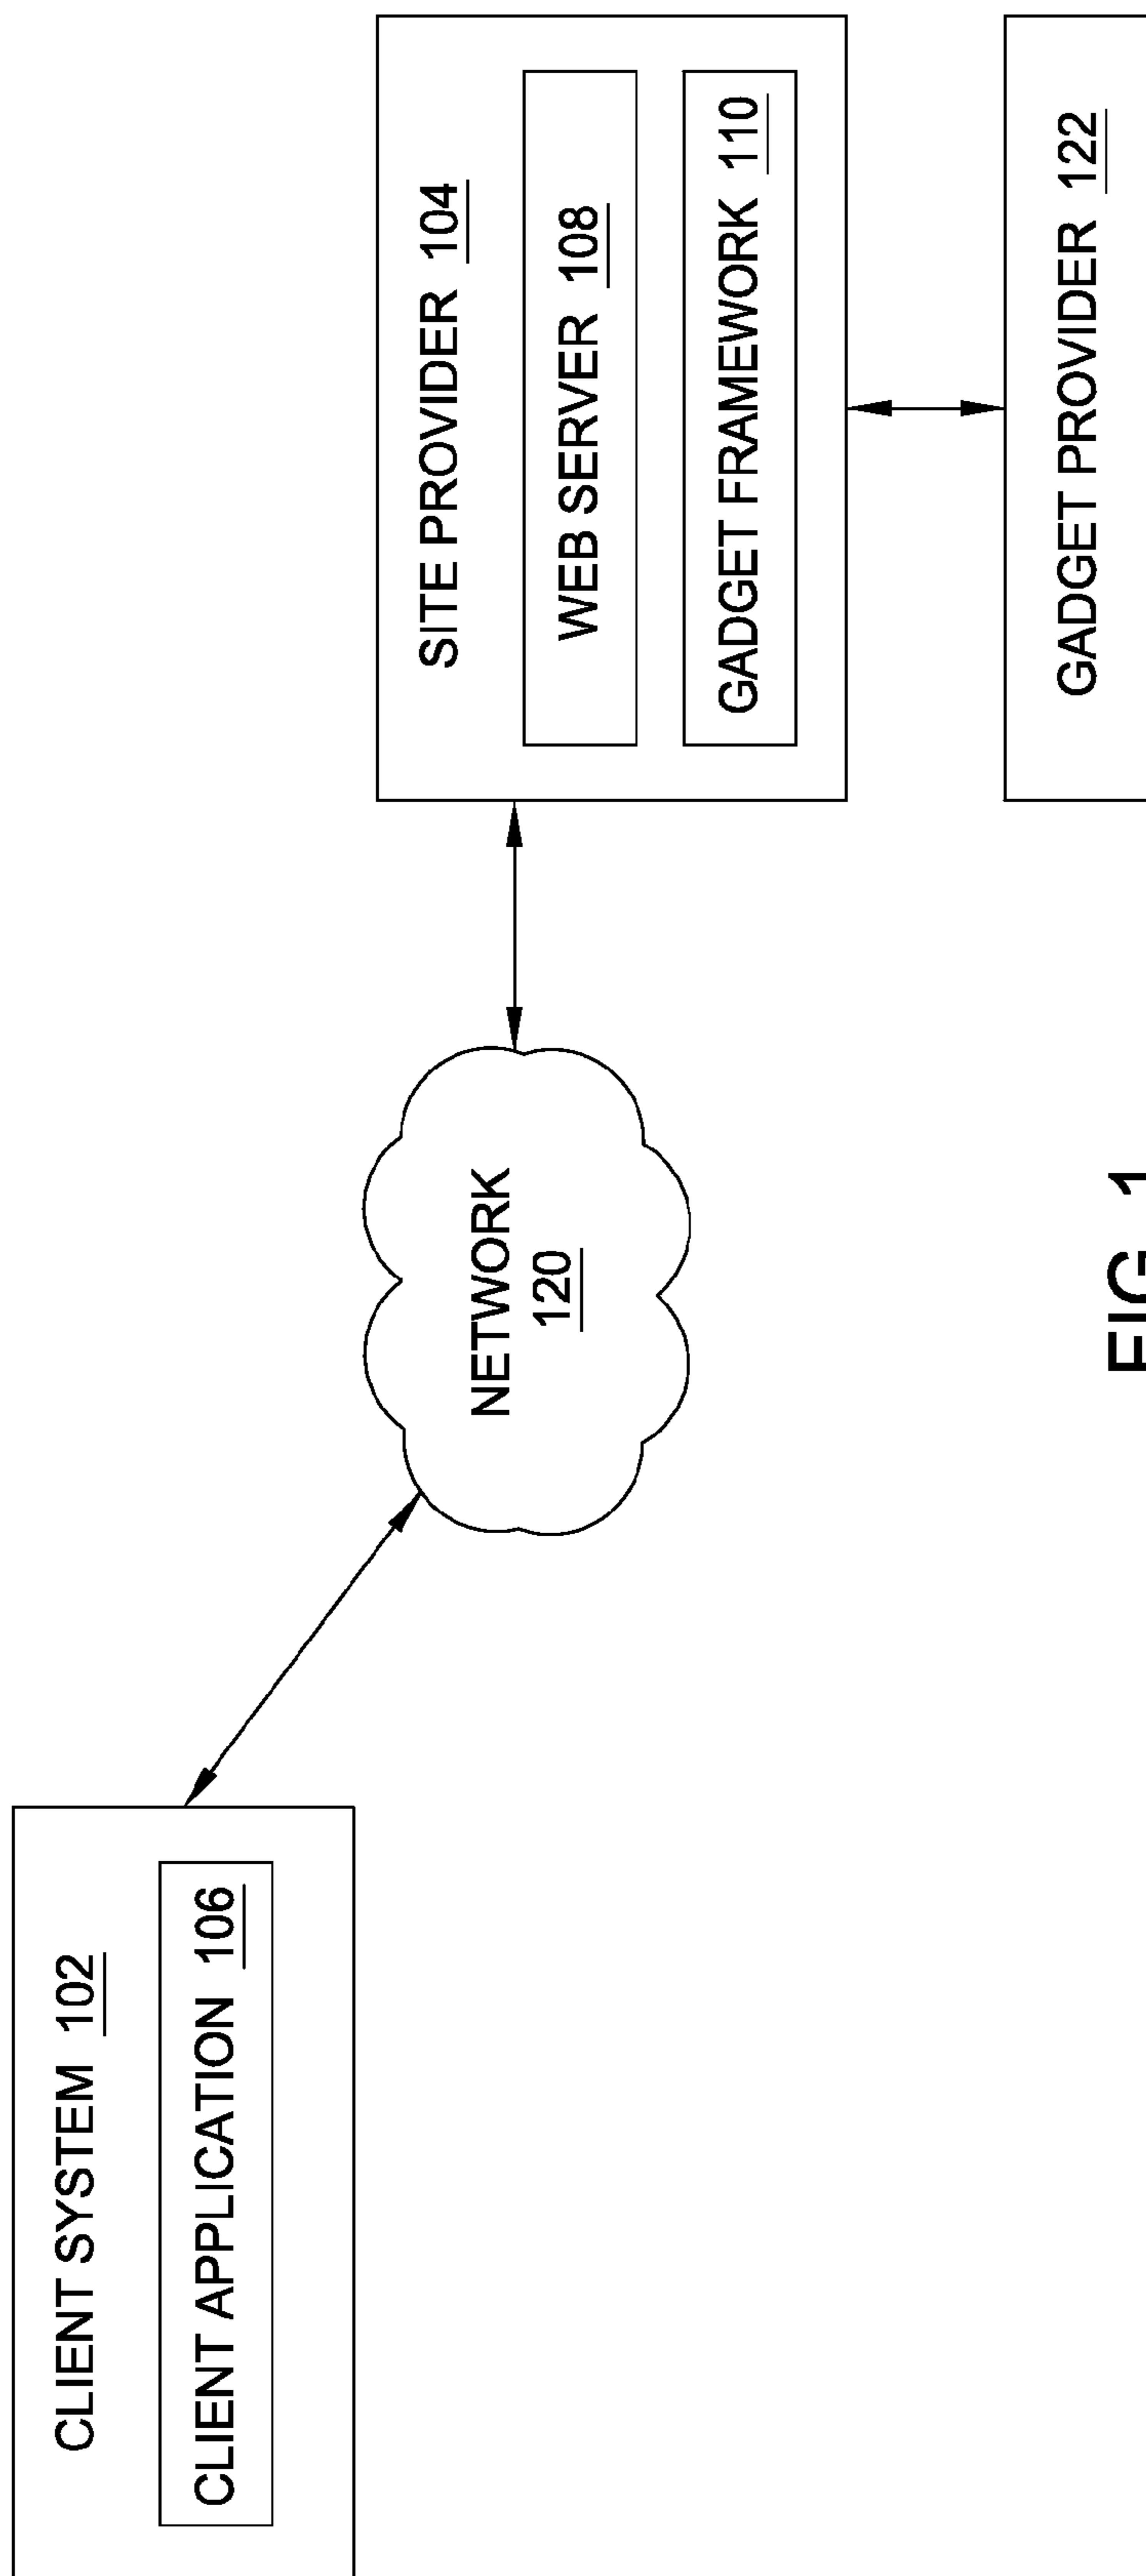 CLIENT SYSTEM 102
CLIENT APPLICATION 106
NETWORK
120
SITE PROVIDER 104
WEB SERVER 108
GADGET FRAMEWORK 110
GADGET PROVIDER 122
FIG. 1